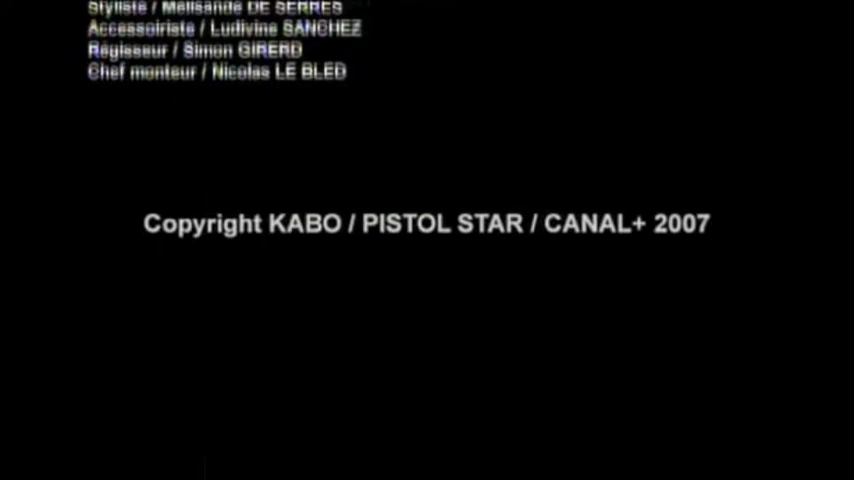 Styliste / Mélisande DE SERRES
Accessoiriste / Ludivine SANCHEZ
Régisseur / Simon GIRERD
Chef monteur / Nicolas LE BLED
Copyright KABO / PISTOL STAR / CANAL+ 2007